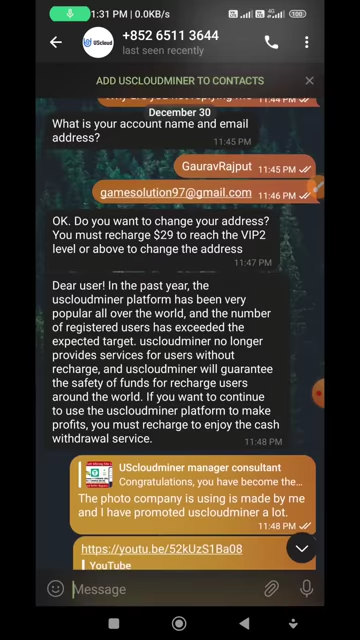 1:31 PM | 0.0KB/s
100
UScloud
+852 6511 3644
last seen recently
ADD USCLOUDMINER TO CONTACTS
11:44 PM
December 30
What is your account name and email
address?
11:45 PM
GauravRajput 11:45 PM
gamesolution97@gmail.com 11:46 PM
OK. Do you want to change your address?
You must recharge $29 to reach the VIP2
level or above to change the address
11:47 PM
Dear user! In the past year, the
uscloudminer platform has been very
popular all over the world, and the number
of registered users has exceeded the
expected target. uscloudminer no longer
provides services for users without
recharge, and uscloudminer will guarantee
the safety of funds for recharge users
around the world. If you want to continue
to use the uscloudminer platform to make
profits, you must recharge to enjoy the cash
withdrawal service.
11:48 PM
UScloudminer manager consultant
Congratulations, you have become the...
The photo company is using is made by me
and I have promoted uscloudminer a lot.
11:48 PM
https://youtu.be/52kUzS1Ba08
YouTube
Message